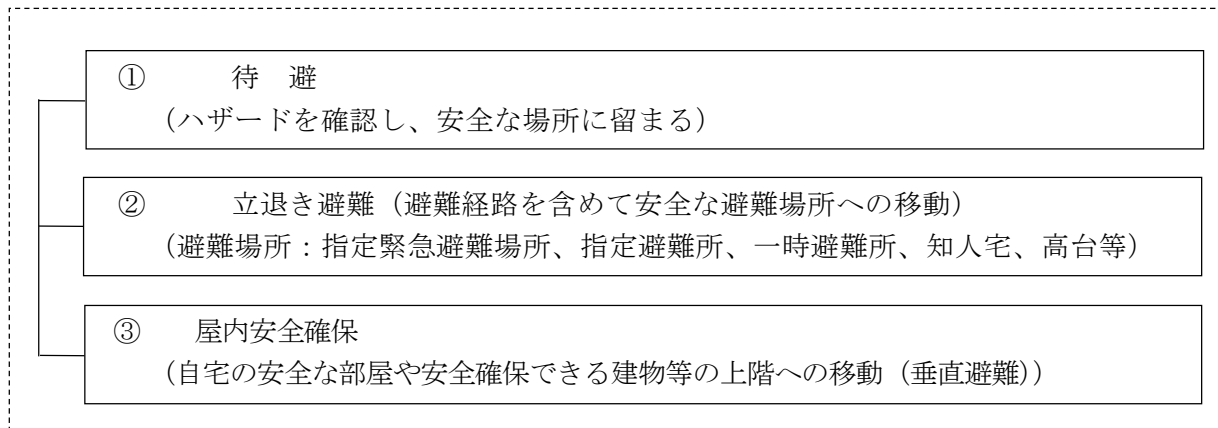 ① 待 避
(ハザードを確認し、安全な場所に留まる)
② 立退き避難(避難経路を含めて安全な避難場所への移動)
(避難場所：指定緊急避難場所、指定避難所、一時避難所、知人宅、高台等)
③ 屋内安全確保
(自宅の安全な部屋や安全確保できる建物等の上階への移動(垂直避難))